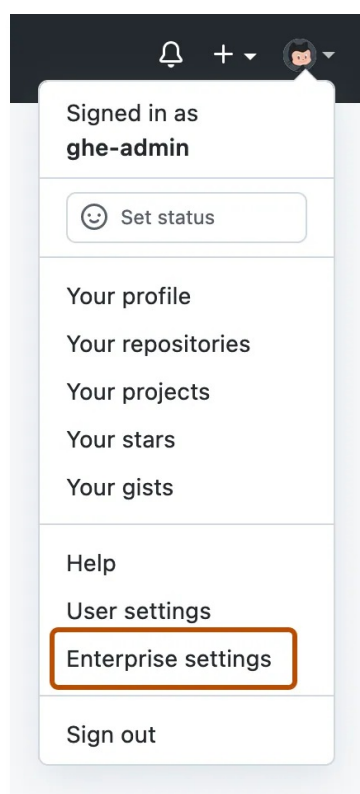 Signed in as
ghe-admin
Set status
Your profile
Your repositories
Your projects
Your stars
Your gists
Help
User settings
Enterprise settings
Sign out